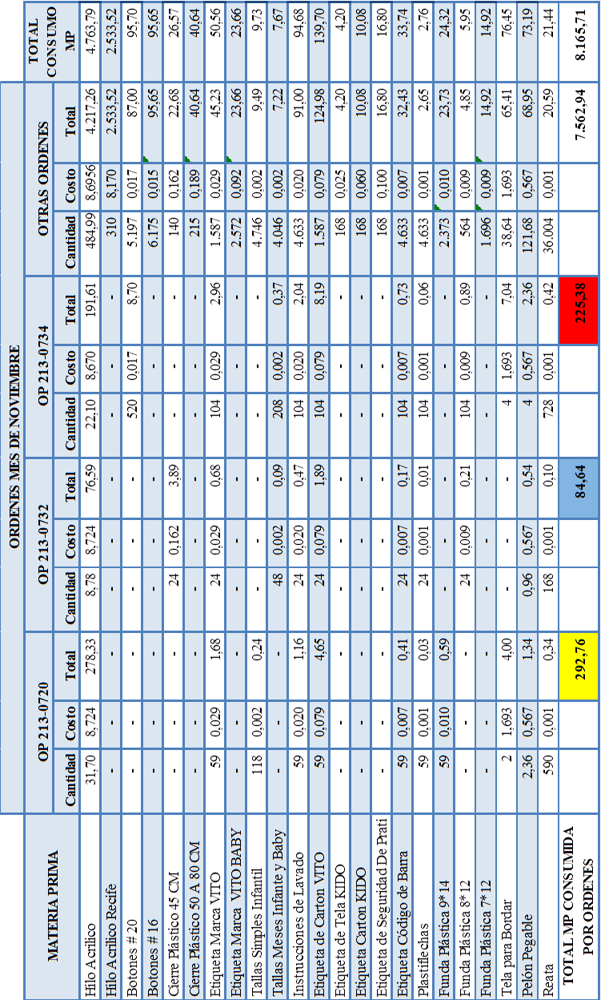 ORDENES MES DE NOVIEMBRE
MATERIA PRIMA OP 213-0720 OP 213-0732 OP 213-0734 OTRAS ORDENES TOTAL CONSUMO MP
Cantidad Costo Total Cantidad Costo Total Cantidad Costo Total Cantidad Costo Total
Hilo Acrilico 31,70 8,724 278,33 8,78 8,724 76,59 22,10 8,670 191,61 484,99 8,6956 4.217,26 4.763,79
Hilo Acrilico Recife - - - - - - - - - 310 8,170 2.533,52 2.533,52
Botones # 20 - - - - - - 520 0,017 8,70 5.197 0,017 87,00 95,70
Botones # 16 - - - - - - - - - 6.175 0,015 95,65 95,65
Cierre Plástico 45 CM - - - 24 0,162 3,89 - - - 140 0,162 22,68 26,57
Cierre Plástico 50 A 80 CM - - - - - - - - - 215 0,189 40,64 40,64
Etiqueta Marca VITO 59 0,029 1,68 24 0,029 0,68 104 0,029 2,96 1.587 0,029 45,23 50,56
Etiqueta Marca VITO BABY - - - - - - - - - 2.572 0,092 23,66 23,66
Tallas Simples Infantil 118 0,002 0,24 - - - - - - 4.746 0,002 9,49 9,73
Tallas Meses Infante y Baby - - - 48 0,002 0,09 208 0,002 0,37 4.046 0,002 7,22 7,67
Instrucciones de Lavado 59 0,020 1,16 24 0,020 0,47 104 0,020 2,04 4.633 0,020 91,00 94,68
Etiqueta de Carton VITO 59 0,079 4,65 24 0,079 1,89 104 0,079 8,19 1.587 0,079 124,98 139,70
Etiqueta de Tela KIDO - - - - - - - - - 168 0,025 4,20 4,20
Etiqueta Carton KIDO - - - - - - - - - 168 0,060 10,08 10,08
Etiqueta de Seguridad De Prati - - - - - - - - - 168 0,100 16,80 16,80
Etiqueta Código de Barra 59 0,007 0,41 24 0,007 0,17 104 0,007 0,73 4.633 0,007 32,43 33,74
Plastiflechas 59 0,001 0,03 24 0,001 0,01 104 0,001 0,06 4.633 0,001 2,65 2,76
Funda Plástica 9*14 59 0,010 0,59 - - - - - - 2.373 0,010 23,73 24,32
Funda Plástica 8*12 - - - 24 0,009 0,21 104 0,009 0,89 564 0,009 4,85 5,95
Funda Plástica 7*12 - - - - - - - - - 1.696 0,009 14,92 14,92
Tela para Bordar 2 1,693 4,00 - - - 4 1,693 7,04 38,64 1,693 65,41 76,45
Pelón Pegable 2,36 0,567 1,34 0,96 0,567 0,54 4 0,567 2,36 121,68 0,567 68,95 73,19
Reata 590 0,001 0,34 168 0,001 0,10 728 0,001 0,42 36.004 0,001 20,59 21,44
TOTAL MP CONSUMIDA POR ORDENES 292,76 84,64 225,38 7.562,94 8.165,71